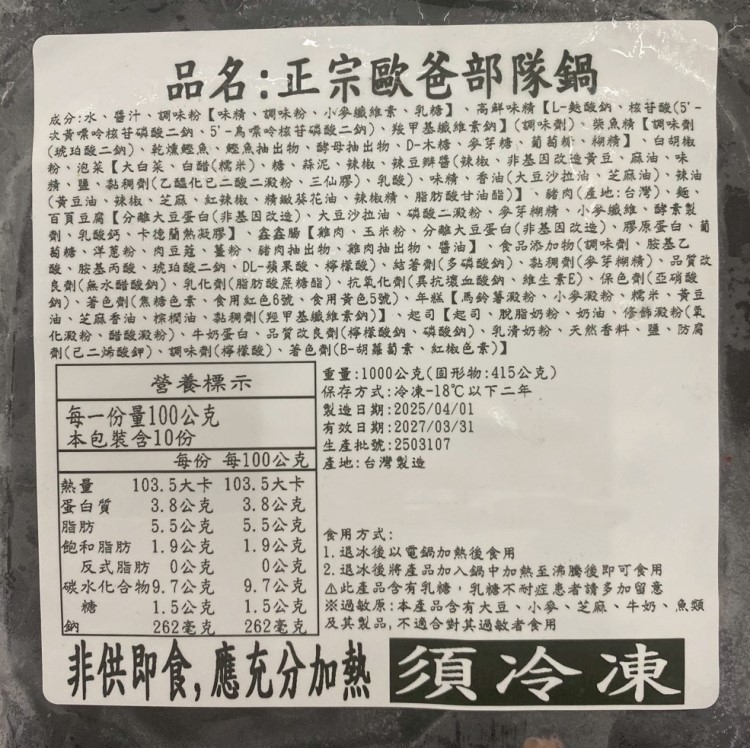 品名:正宗歐爸部隊鍋
成分:水、醬汁、調味粉【味精、調味粉、小麥纖維素、乳糖】、高鮮味精【L-麩酸鈉、核苷酸(5'-
次黃嘌呤核苷磷酸二鈉、5'-鳥嘌呤核苷磷酸二鈉)、羧甲基纖維素鈉】(調味劑)、柴魚精【調味劑
(琥珀酸二鈉)、乾燥鰹魚、鰹魚抽出物、酵母抽出物、D-木糖、麥芽糖、葡萄糖、糊精】、白胡椒
粉、泡菜【大白菜、白醋(糯米)、糖、蒜泥、辣椒、辣豆瓣醬(辣椒、非基因改造黃豆、麻油、味
精、鹽、黏稠劑(乙醯化己二酸二澱粉、三仙膠)、乳酸)、味精、香油(大豆沙拉油、芝麻油)、辣油
(黃豆油、辣椒、芝麻、紅辣椒、精緻葵花油、辣椒精、脂肪酸甘油酯)】、豬肉(產地:台灣)、麵、
百頁豆腐【分離大豆蛋白(非基因改造)、大豆沙拉油、磷酸二澱粉、麥芽糊精、小麥纖維、酵素製
劑、乳酸鈣、卡德蘭熱凝膠】、鑫鑫腸【雞肉、玉米粉、分離大豆蛋白(非基因改造)、膠原蛋白、葡
萄糖、洋蔥粉、肉豆蔻、薑粉、豬肉抽出物、雞肉抽出物、醬油】、食品添加物(調味劑、胺基乙
酸、胺基丙酸、琥珀酸二鈉、DL-蘋果酸、檸檬酸)、結著劑(多磷酸鈉)、黏稠劑(麥芽糊精)、品質改
良劑(無水醋酸鈉)、乳化劑(脂肪酸蔗糖酯)、抗氧化劑(異抗壞血酸鈉、維生素E)、保色劑(亞硝酸
鈉)、著色劑(焦糖色素、食用紅色6號、食用黃色5號)、年糕【馬鈴薯澱粉、小麥澱粉、糯米、黃豆
油、芝麻香油、棕櫚油、黏稠劑(羥甲基纖維素鈉)】、起司【起司、脫脂奶粉、奶油、修飾澱粉(氧
化澱粉、醋酸澱粉)、牛奶蛋白、品質改良劑(檸檬酸鈉、磷酸鈉)、乳清奶粉、天然香料、鹽、防腐
劑(己二烯酸鉀)、調味劑(檸檬酸)、著色劑(B-胡蘿蔔素、紅椒色素)】
營養標示
每一份量100公克
本包裝含10份
每份 每100公克
熱量 103.5大卡 103.5大卡
蛋白質 3.8公克 3.8公克
脂肪 5.5公克 5.5公克
飽和脂肪 1.9公克 1.9公克
反式脂肪 0公克 0公克
碳水化合物 9.7公克 9.7公克
糖 1.5公克 1.5公克
鈉 262毫克 262毫克
重量:1000公克(固形物:415公克)
保存方式:冷凍-18℃以下二年
製造日期:2025/04/01
有效日期:2027/03/31
生產批號:2503107
產地:台灣製造
食用方式:
1.退冰後以電鍋加熱後食用
2.退冰後將產品加入鍋中加熱至沸騰後即可食用
⚠此產品含有乳糖，乳糖不耐症患者請多加留意
※過敏原:本產品含有大豆、小麥、芝麻、牛奶、魚類
及其製品,不適合對其過敏者食用
非供即食,應充分加熱
須冷凍